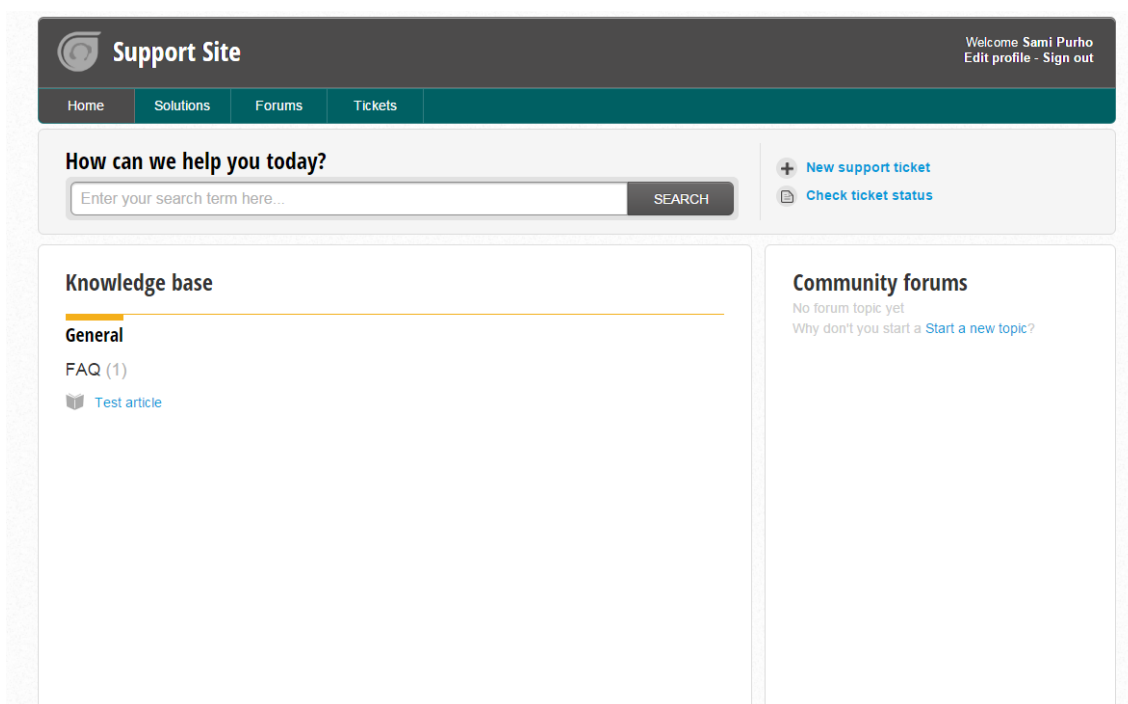 Support Site
Welcome Sami Purho
Edit profile - Sign out
Home Solutions Forums Tickets
How can we help you today?
Enter your search term here...
SEARCH
New support ticket
Check ticket status
Knowledge base
General
FAQ (1)
Test article
Community forums
No forum topic yet
Why don't you start a Start a new topic?